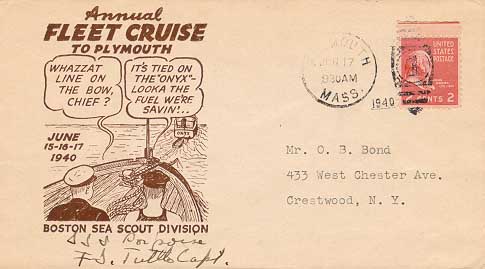 Annual
FLEET CRUISE
TO PLYMOUTH
WHAZZAT
LINE ON
THE BOW,
CHIEF?
IT'S TIED ON
THE "ONYX"-
LOOKA THE
FUEL WE'RE
SAVIN!..
ONYX
JUNE
15-16-17
1940
BOSTON SEA SCOUT DIVISION
SSS Porpoise
F.S. Tuttle Capt.
MOUTH
17
930AM
MASS.
1940
UNITED
STATES
POSTAGE
CENTS 2
Mr. O. B. Bond
433 West Chester Ave.
Crestwood, N. Y.